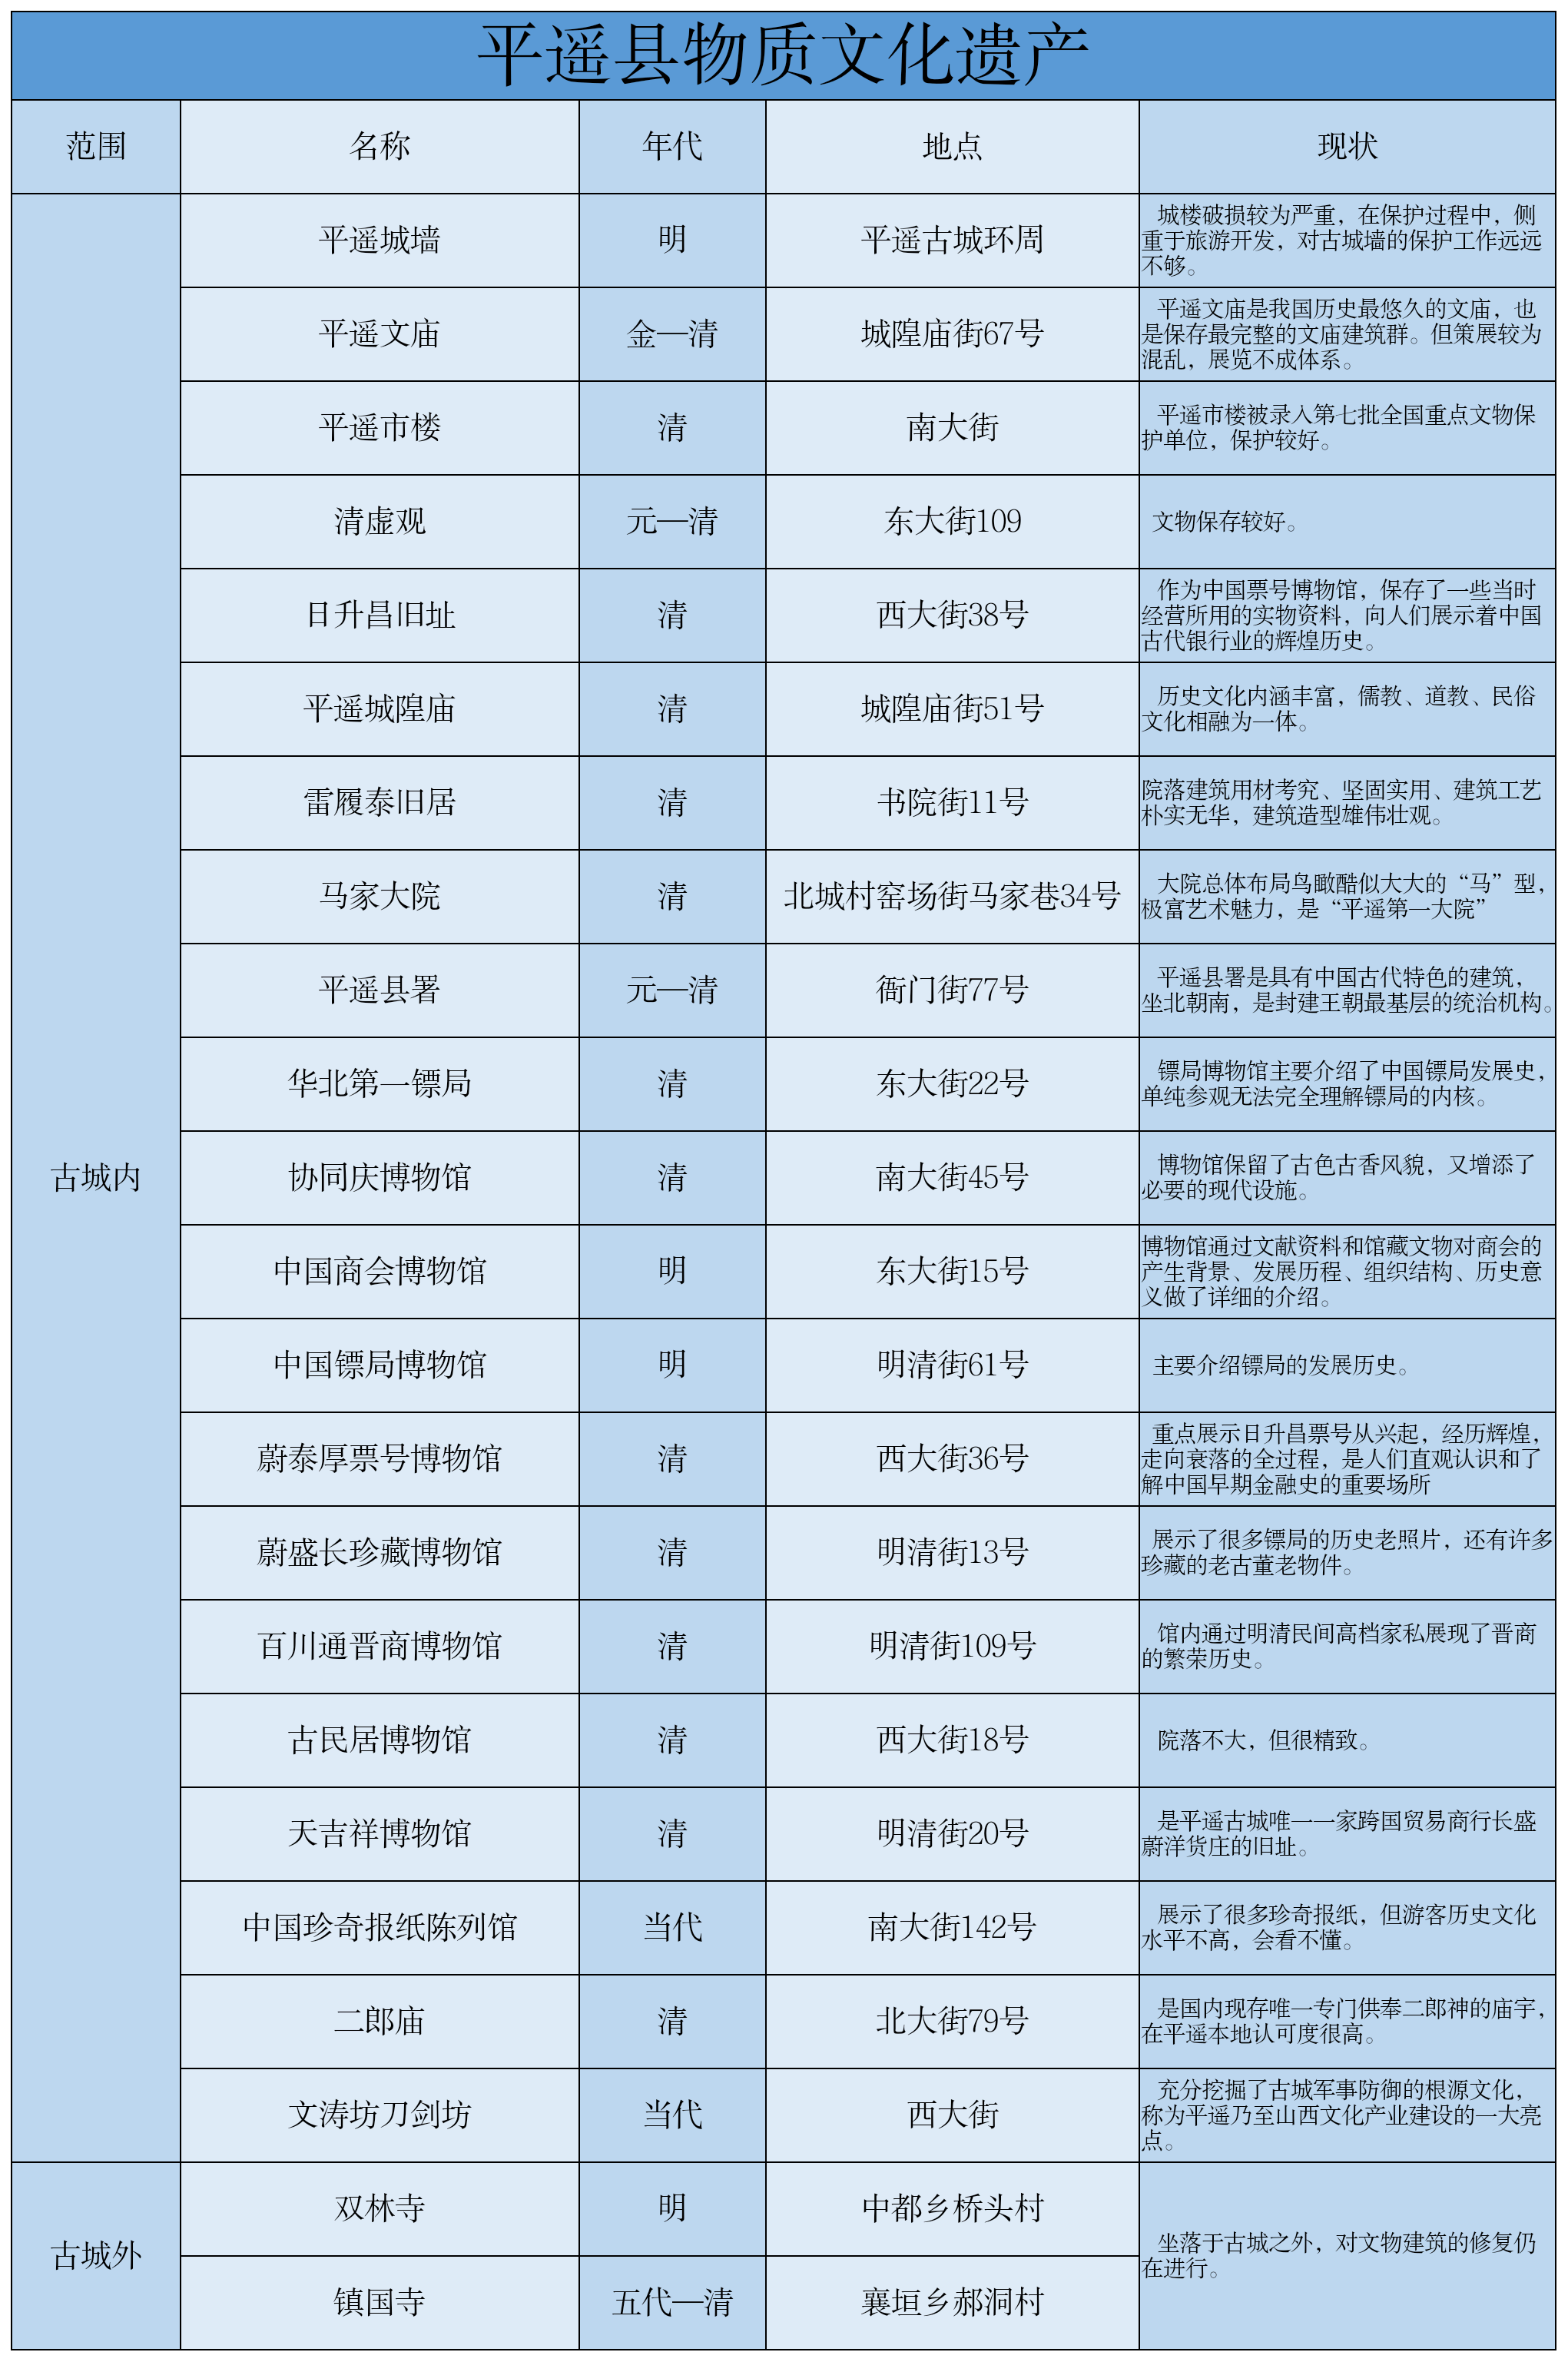 平遥县物质文化遗产
范围 名称 年代 地点 现状
古城内
平遥城墙 明 平遥古城环周
城楼破损较为严重，在保护过程中，侧
重于旅游开发，对古城墙的保护工作远远
不够。
平遥文庙 金—清 城隍庙街67号
平遥文庙是我国历史最悠久的文庙，也
是保存最完整的文庙建筑群。但策展较为
混乱，展览不成体系。
平遥市楼 清 南大街
平遥市楼被录入第七批全国重点文物保
护单位，保护较好。
清虚观 元—清 东大街109
文物保存较好。
日升昌旧址 清 西大街38号
作为中国票号博物馆，保存了一些当时
经营所用的实物资料，向人们展示着中国
古代银行业的辉煌历史。
平遥城隍庙 清 城隍庙街51号
历史文化内涵丰富，儒教、道教、民俗
文化相融为一体。
雷履泰旧居 清 书院街11号
院落建筑用材考究、坚固实用、建筑工艺
朴实无华，建筑造型雄伟壮观。
马家大院 清 北城村窑场街马家巷34号
大院总体布局鸟瞰酷似大大的“马”型，
极富艺术魅力，是“平遥第一大院”
平遥县署 元—清 衙门街77号
平遥县署是具有中国古代特色的建筑，
坐北朝南，是封建王朝最基层的统治机构。
华北第一镖局 清 东大街22号
镖局博物馆主要介绍了中国镖局发展史，
单纯参观无法完全理解镖局的内核。
协同庆博物馆 清 南大街45号
博物馆保留了古色古香风貌，又增添了
必要的现代设施。
中国商会博物馆 明 东大街15号
博物馆通过文献资料和馆藏文物对商会的
产生背景、发展历程、组织结构、历史意
义做了详细的介绍。
中国镖局博物馆 明 明清街61号
主要介绍镖局的发展历史。
蔚泰厚票号博物馆 清 西大街36号
重点展示日升昌票号从兴起，经历辉煌，
走向衰落的全过程，是人们直观认识和了
解中国早期金融史的重要场所
蔚盛长珍藏博物馆 清 明清街13号
展示了很多镖局的历史老照片，还有许多
珍藏的老古董老物件。
百川通晋商博物馆 清 明清街109号
馆内通过明清民间高档家私展现了晋商
的繁荣历史。
古民居博物馆 清 西大街18号
院落不大，但很精致。
天吉祥博物馆 清 明清街20号
是平遥古城唯一一家跨国贸易商行长盛
蔚洋货庄的旧址。
中国珍奇报纸陈列馆 当代 南大街142号
展示了很多珍奇报纸，但游客历史文化
水平不高，会看不懂。
二郎庙 清 北大街79号
是国内现存唯一专门供奉二郎神的庙宇，
在平遥本地认可度很高。
文涛坊刀剑坊 当代 西大街
充分挖掘了古城军事防御的根源文化，
称为平遥乃至山西文化产业建设的一大亮
点。
古城外
双林寺 明 中都乡桥头村
镇国寺 五代—清 襄垣乡郝洞村
坐落于古城之外，对文物建筑的修复仍
在进行。